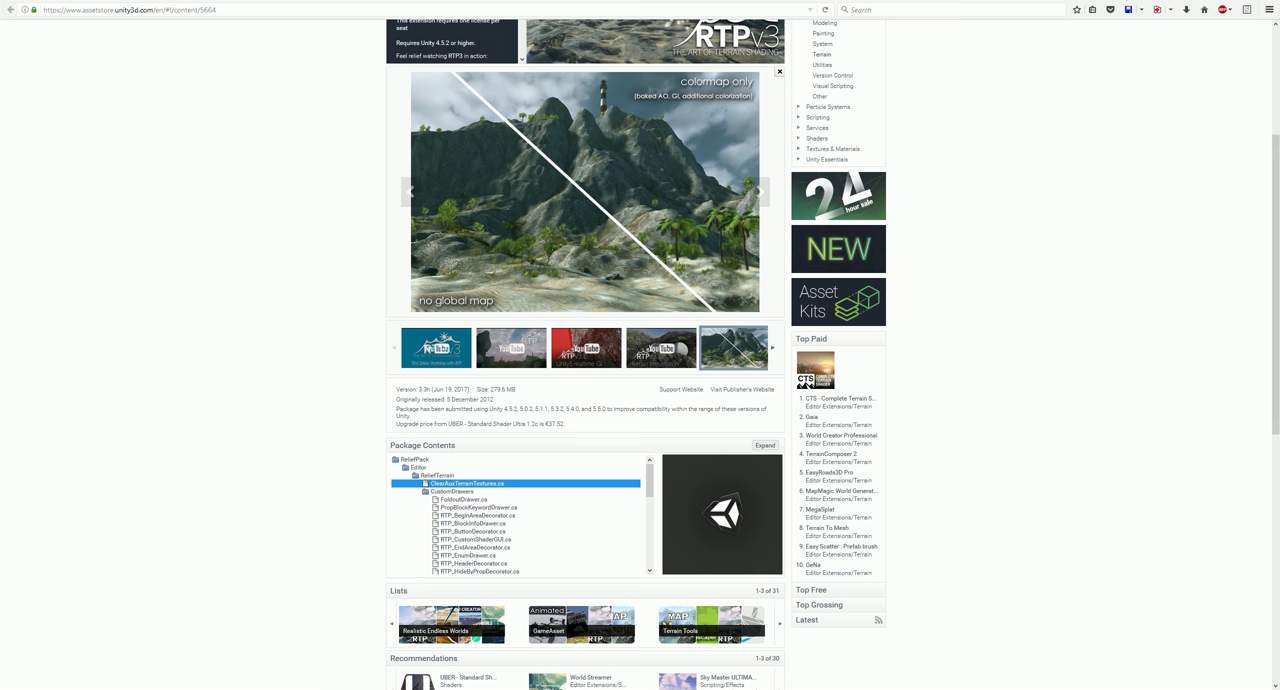 https://www.assetstore.unity3d.com/en/#!/content/5664
Search
This extension requires one license per
seat
Requires Unity 4.5.2 or higher.
Feel relief watching RTP3 in action:
RTPv3
THE ART OF TERRAIN SHADING
colormap only
(baked AO, GI, additional colorization)
no global map
YouTube
YouTube
YouTube
YouTube
Version: 3.3h (Jun 19, 2017)
Size: 279.6 MB
Support Website
Visit Publisher's Website
Originally released: 5 December 2012
Package has been submitted using Unity 4.5.2, 5.0.2, 5.1.1, 5.3.2, 5.4.0, and 5.5.0 to improve compatibility within the range of these versions of
Unity.
Upgrade price from UBER - Standard Shader Ultra 1.2c is €37.52.
Package Contents
Expand
ReliefPack
Editor
ReliefTerrain
ClearAuxTerrainTextures.cs
CustomDrawers
FoldoutDrawer.cs
PropBlockKeywordDrawer.cs
RTP_BeginAreaDecorator.cs
RTP_BlockInfoDrawer.cs
RTP_ButtonDecorator.cs
RTP_CustomShaderGUI.cs
RTP_EndAreaDecorator.cs
RTP_EnumDrawer.cs
RTP_HeaderDecorator.cs
RTP_HideByPropDecorator.cs
Lists
1-3 of 31
Realistic Endless Worlds
Animated
GameAsset
MAP
Terrain Tools
Recommendations
1-3 of 30
UBER - Standard Sh...
Shaders
World Streamer
Editor Extensions/S...
Sky Master ULTIMA...
Scripting/Effects
Modeling
Painting
System
Terrain
Utilities
Version Control
Visual Scripting
Other
Particle Systems
Scripting
Services
Shaders
Textures & Materials
Unity Essentials
24
hour sale
NEW
Asset
Kits
Top Paid
CTS COMPLETE TERRAIN SHADER
1. CTS - Complete Terrain S...
Editor Extensions/Terrain
2. Gaia
Editor Extensions/Terrain
3. World Creator Professional
Editor Extensions/Terrain
4. TerrainComposer 2
Editor Extensions/Terrain
5. EasyRoads3D Pro
Editor Extensions/Terrain
6. MapMagic World Generat...
Editor Extensions/Terrain
7. MegaSplat
Editor Extensions/Terrain
8. Terrain To Mesh
Editor Extensions/Terrain
9. Easy Scatter : Prefab brush
Editor Extensions/Terrain
10. GeNa
Editor Extensions/Terrain
Top Free
Top Grossing
Latest